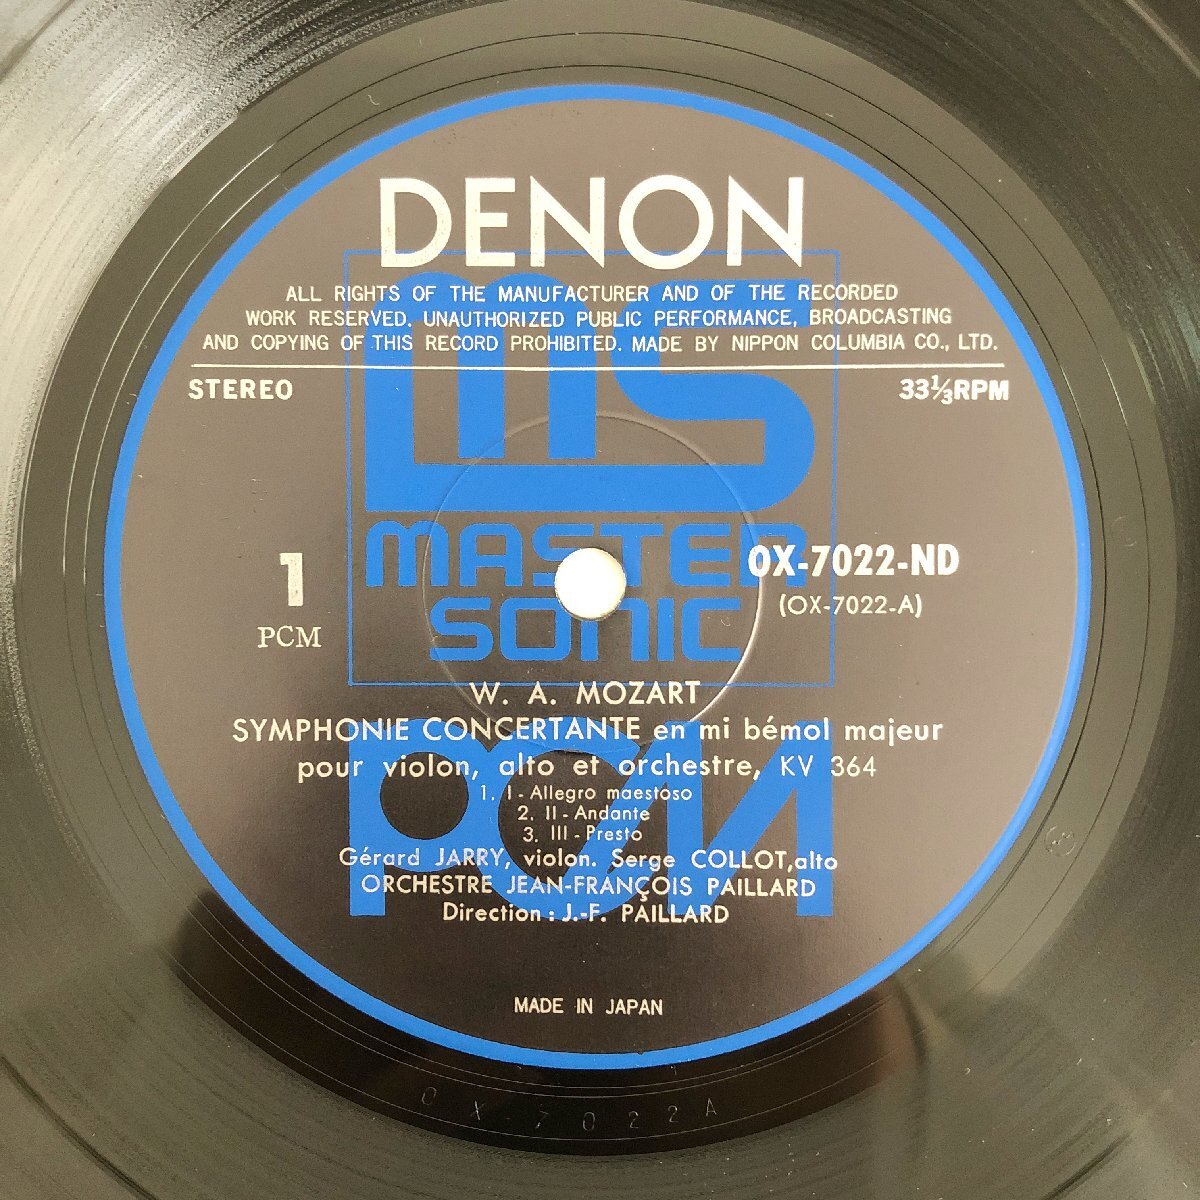 DENON
ALL RIGHTS OF THE MANUFACTURER AND OF THE RECORDED
WORK RESERVED. UNAUTHORIZED PUBLIC PERFORMANCE, BROADCASTING
AND COPYING OF THIS RECORD PROHIBITED. MADE BY NIPPON COLUMBIA CO., LTD.
STEREO
33⅓RPM
MS
MASTER
SONIC
1
PCM
OX-7022-ND
(OX-7022-A)
W. A. MOZART
SYMPHONIE CONCERTANTE en mi bémol majeur
pour violon, alto et orchestre, KV 364
1. I - Allegro maestoso
2. II - Andante
3. III - Presto
PCM
Gérard JARRY, violon. Serge COLLOT, alto
ORCHESTRE JEAN-FRANÇOIS PAILLARD
Direction : J.-F. PAILLARD
MADE IN JAPAN
OX-7022A